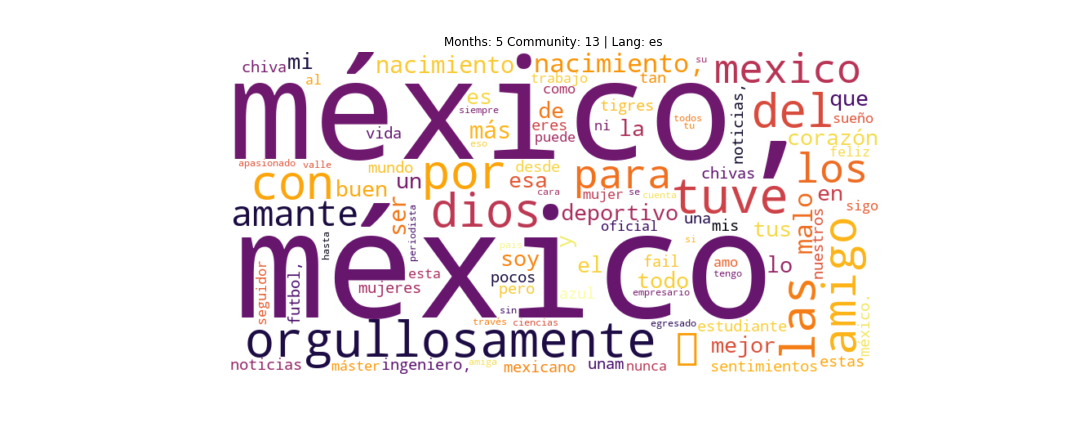 Months: 5 Community: 13 | Lang: es
chiva mi al nacimiento nacimiento, su mexico
trabajo tan como
méxico,
es siempre más eso de tigres eres ni la puede todos tu noticias, del que sueño corazón feliz
vida
apasionado valle mundo desde chivas los
con buen un por esa cara para mujer se cuenta tuve en
amante ser dios deportivo una mis tus malo sigo
periodista oficial nuestros amigo
méxico
hasta país y si
seguidor futbol, esta soy pocos pero el azul fail todo amo tengo lo las méxico.
mujeres sin empresario
orgullosamente través ciencias egresado estudiante mejor
noticias máster ingeniero, amiga mexicano unam nunca sentimientos estas